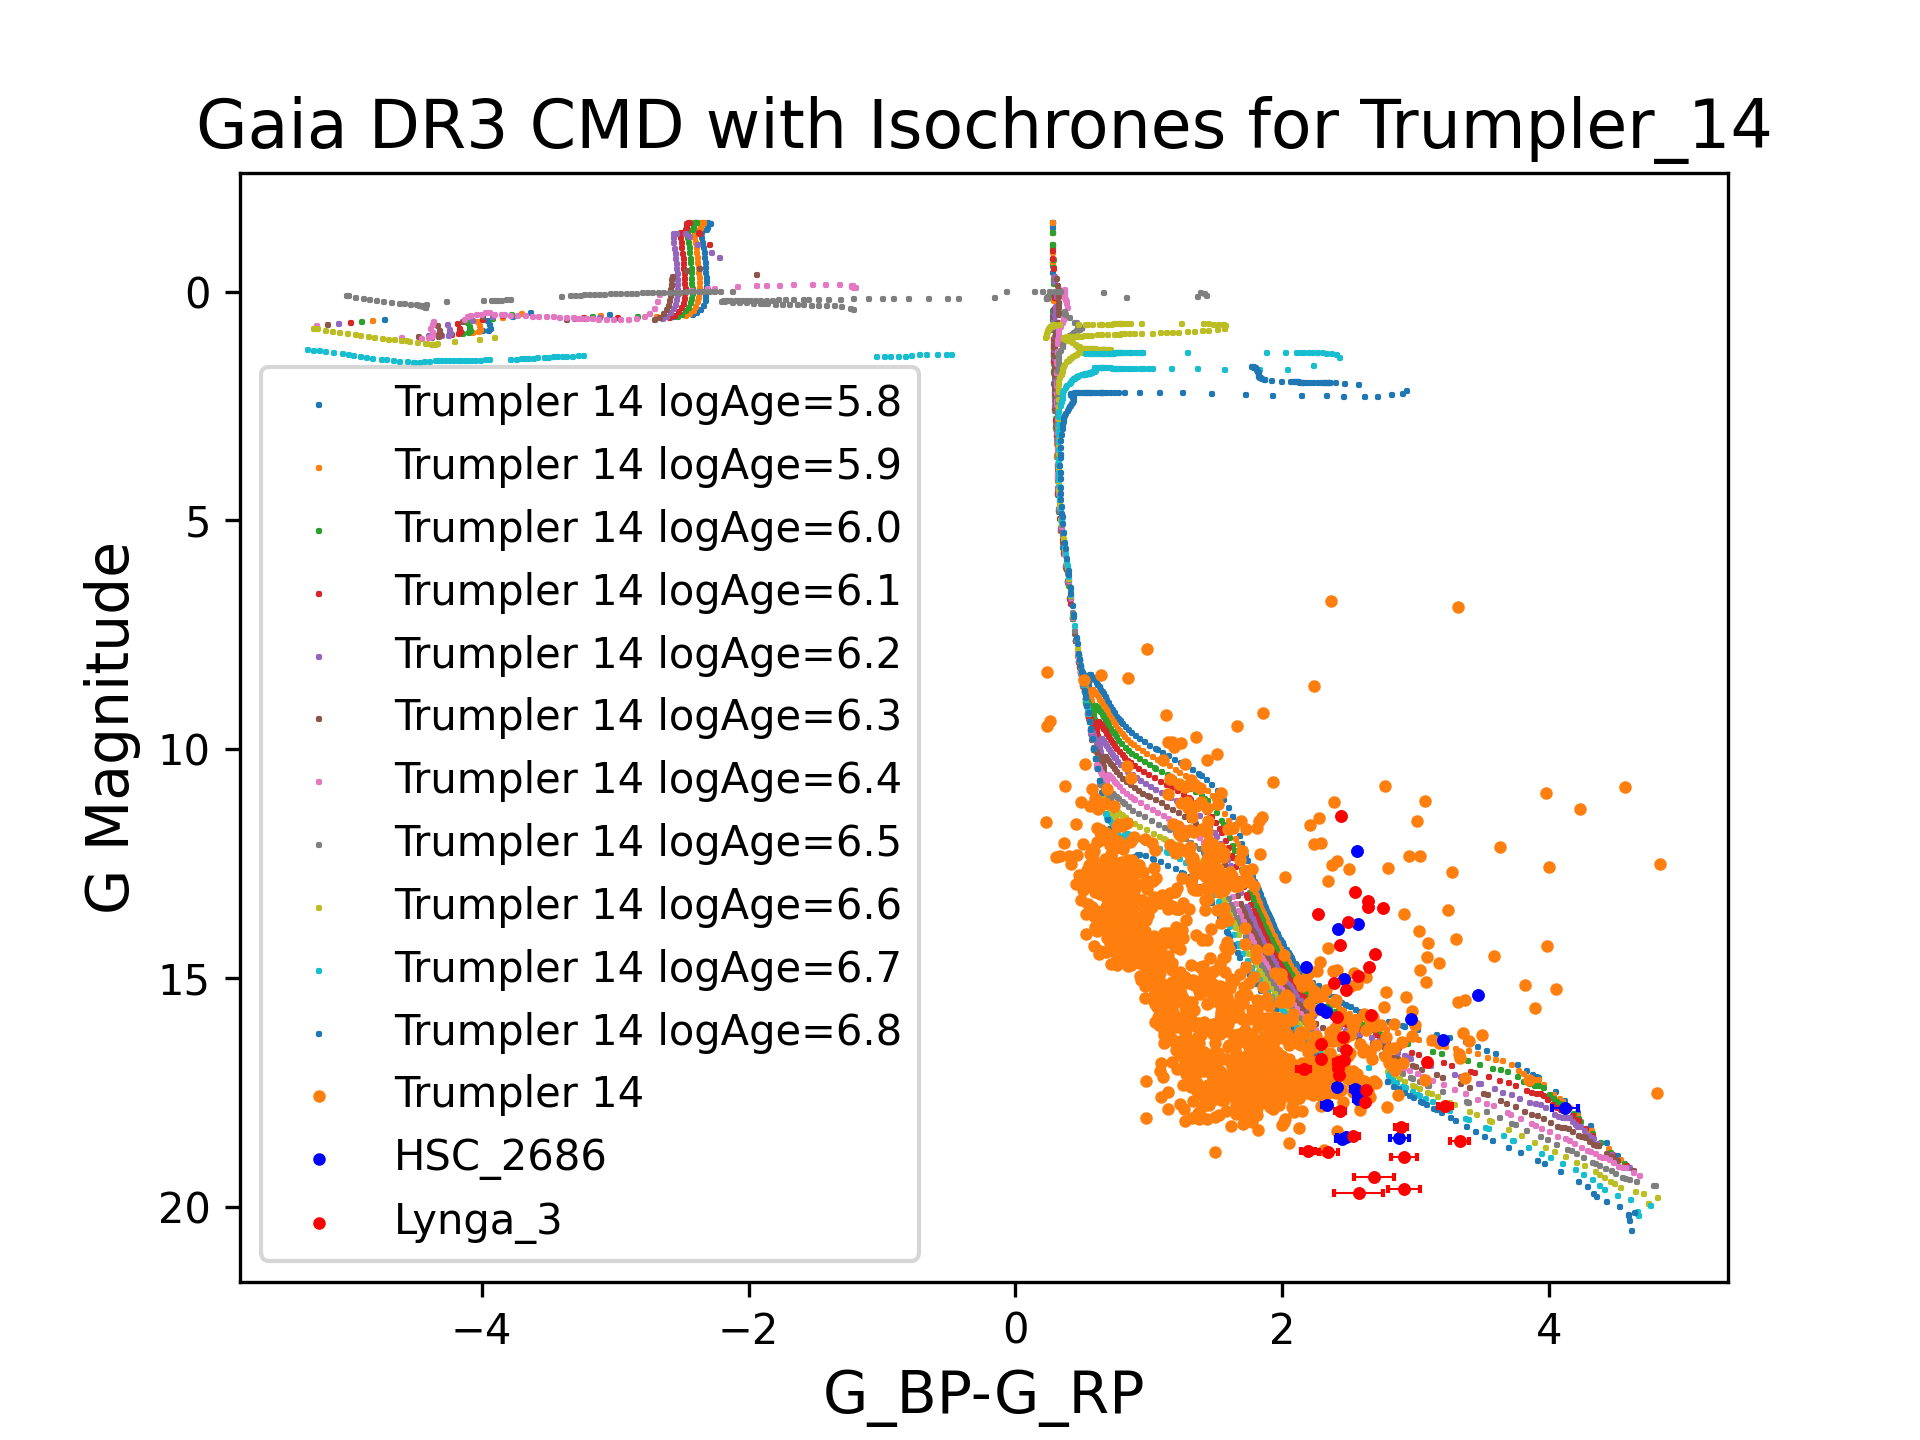 Gaia DR3 CMD with Isochrones for Trumpler_14
G Magnitude
0
5
10
15
20
Trumpler 14 logAge=5.8
Trumpler 14 logAge=5.9
Trumpler 14 logAge=6.0
Trumpler 14 logAge=6.1
Trumpler 14 logAge=6.2
Trumpler 14 logAge=6.3
Trumpler 14 logAge=6.4
Trumpler 14 logAge=6.5
Trumpler 14 logAge=6.6
Trumpler 14 logAge=6.7
Trumpler 14 logAge=6.8
Trumpler 14
HSC_2686
Lynga_3
−4 −2 0 2 4
G_BP-G_RP